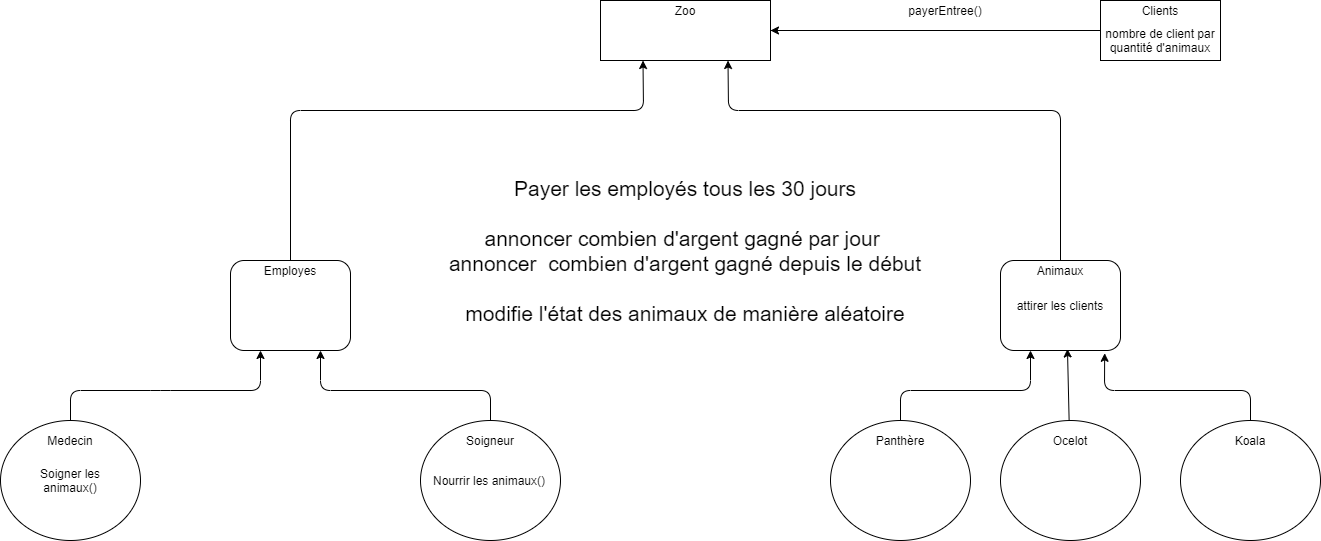 Zoo
payerEntree()
Clients
nombre de client par
quantité d'animaux
Payer les employés tous les 30 jours
annoncer combien d'argent gagné par jour
annoncer  combien d'argent gagné depuis le début
modifie l'état des animaux de manière aléatoire
Employes
Animaux
attirer les clients
Medecin
Soigner les
animaux()
Soigneur
Nourrir les animaux()
Panthère
Ocelot
Koala